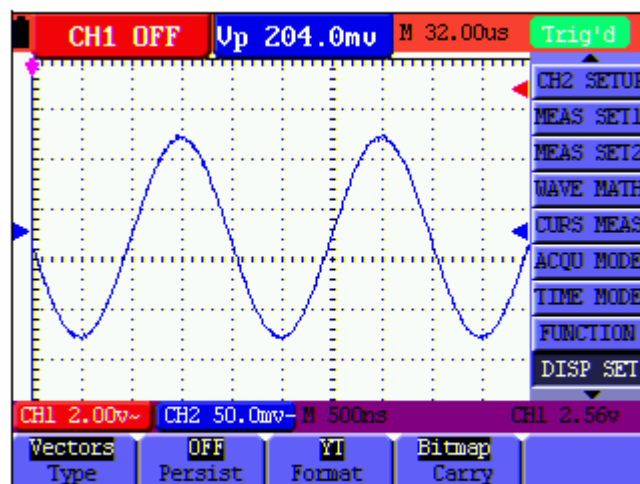 CH1 OFF
Vp 204.0mv
M 32.00us
Trig'd
CH2 SETUP
MEAS SET1
MEAS SET2
WAVE MATH
CURS MEAS
ACQU MODE
TIME MODE
FUNCTION
DISP SET
CH1 2.00v~
CH2 50.0mv-
M 500ns
CH1 2.56v
Vectors
Type
OFF
Persist
YT
Format
Bitmap
Carry